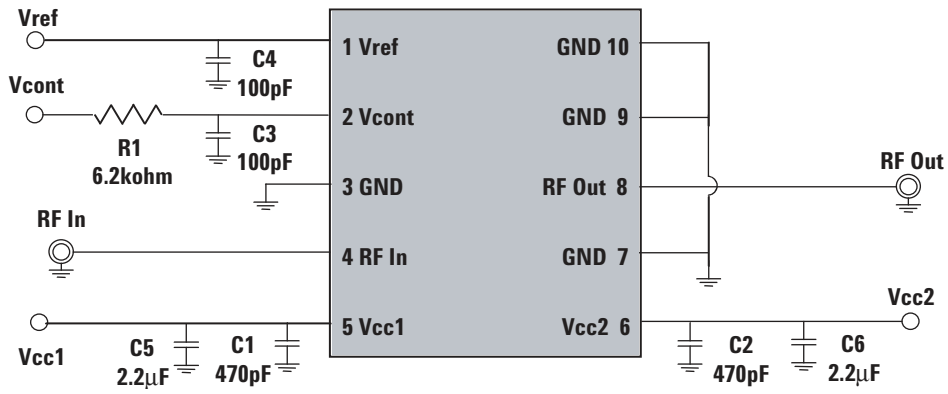 Vref
1 Vref
GND 10
C4
100pF
Vcont
2 Vcont
GND 9
C3
100pF
R1
6.2kohm
RF Out
3 GND
RF Out 8
RF In
4 RF In
GND 7
Vcc2
5 Vcc1
Vcc2 6
Vcc1
C5
2.2μF
C1
470pF
C2
470pF
C6
2.2μF